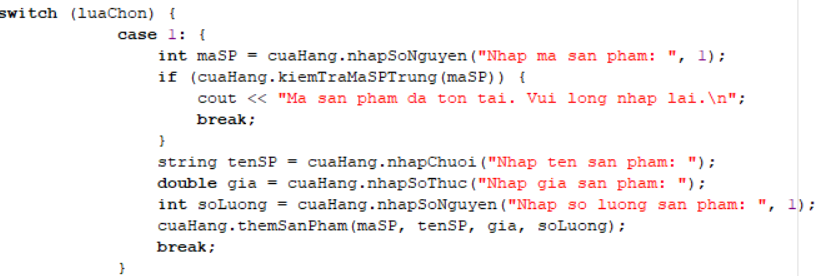 switch (luaChon) {
case 1: {
int maSP = cuaHang.nhapSoNguyen("Nhap ma san pham: ", 1);
if (cuaHang.kiemTraMaSPTrung(maSP)) {
cout << "Ma san pham da ton tai. Vui long nhap lai.\n";
break;
}
string tenSP = cuaHang.nhapChuoi("Nhap ten san pham: ");
double gia = cuaHang.nhapSoThuc("Nhap gia san pham: ");
int soLuong = cuaHang.nhapSoNguyen("Nhap so luong san pham: ", 1);
cuaHang.themSanPham(maSP, tenSP, gia, soLuong);
break;
}